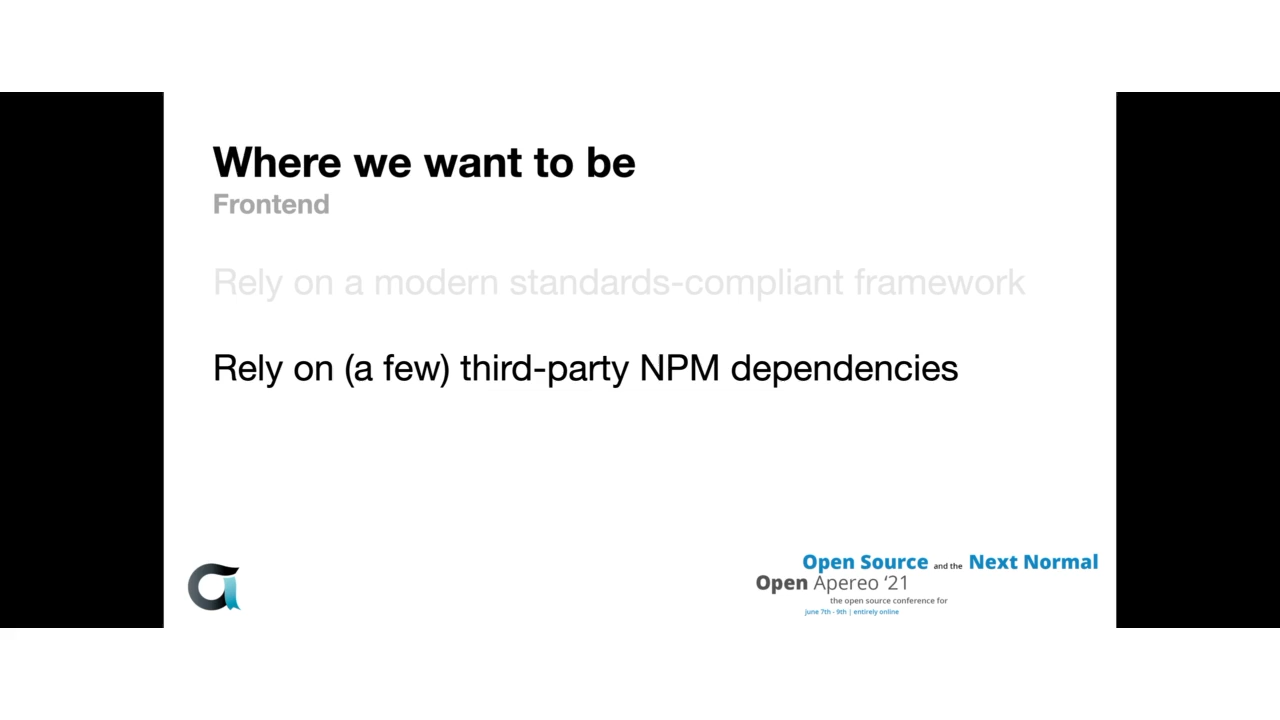 Where we want to be
Frontend
Rely on a modern standards-compliant framework
Rely on (a few) third-party NPM dependencies
Open Source and the Next Normal
Open Apereo ‘21
the open source conference for
june 7th - 9th | entirely online